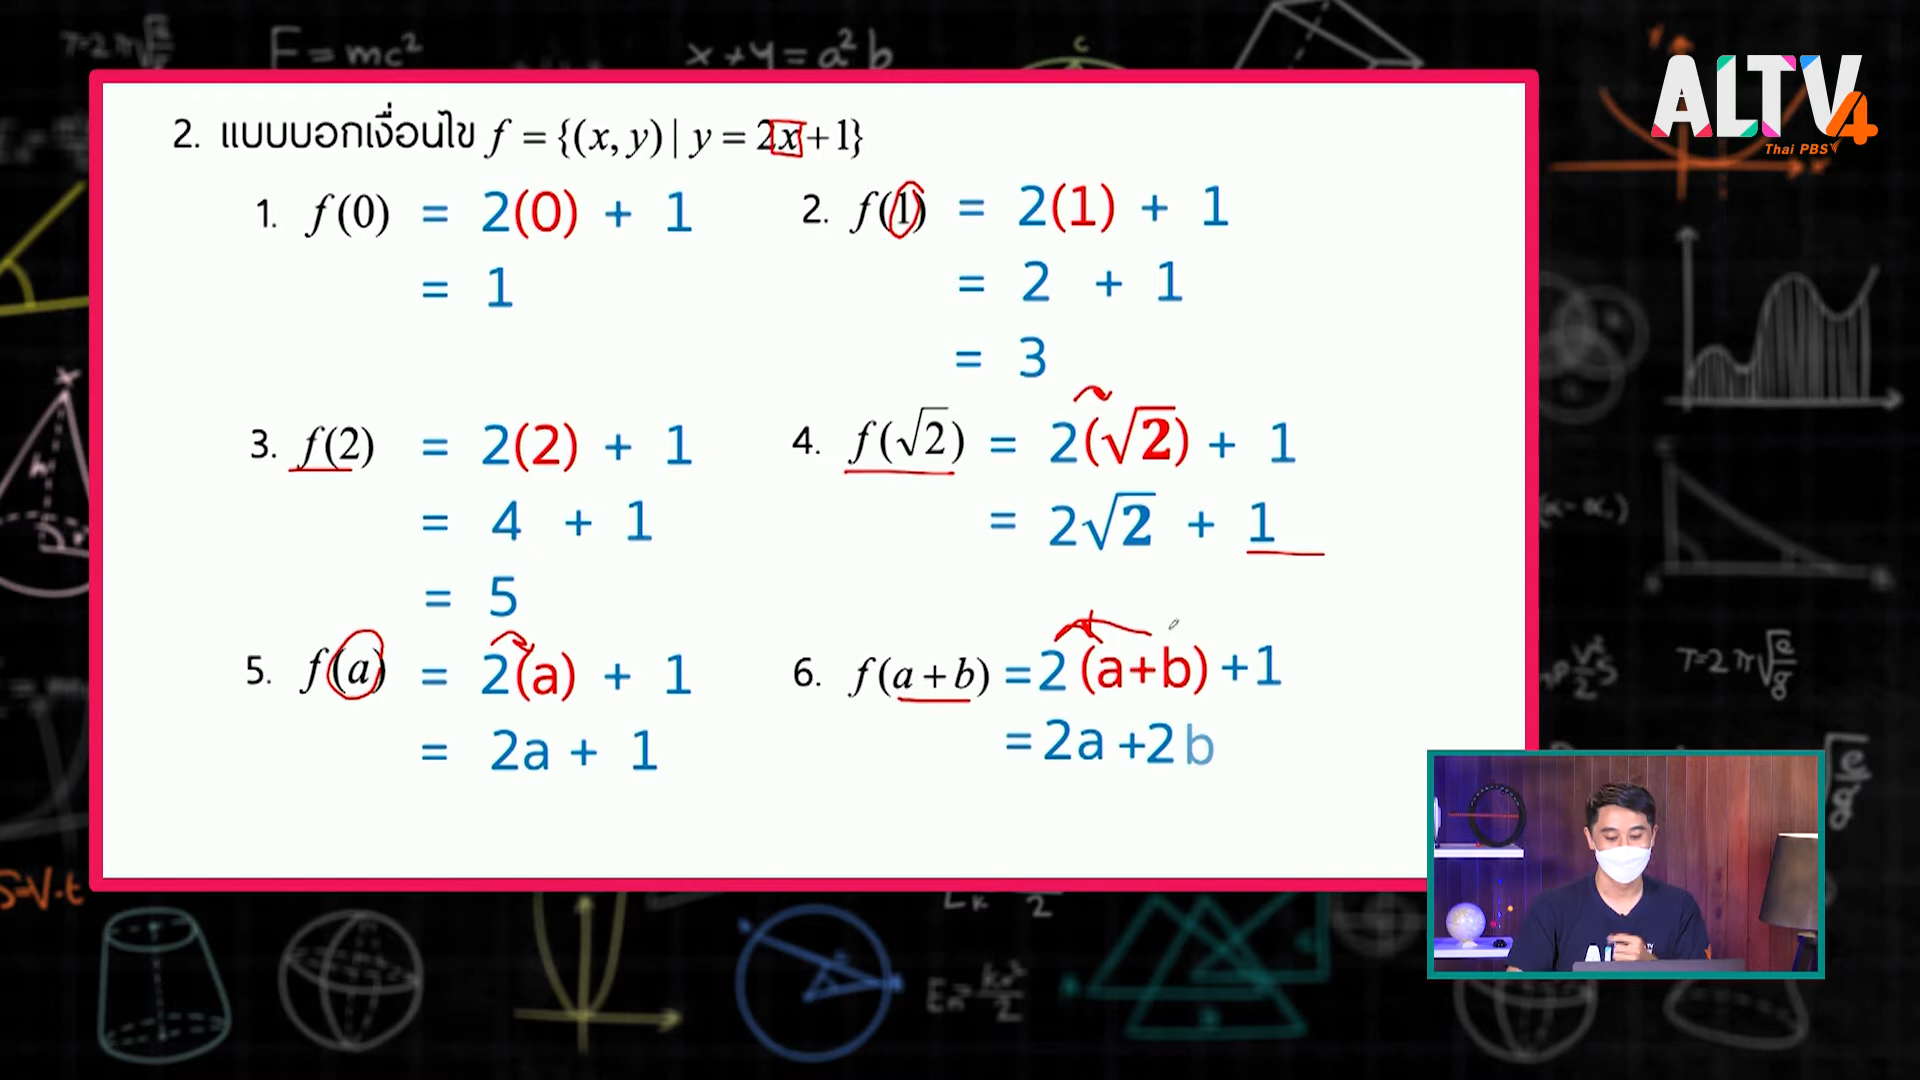 T=2π√
F=mc²
x+y=a²b
c
ALTV4
Thai PBS
2. แบบบอกเงื่อนไข f = {(x, y) | y = 2x + 1}
1. f(0) = 2(0) + 1
= 1
2. f(1) = 2(1) + 1
= 2 + 1
= 3
3. f(2) = 2(2) + 1
= 4 + 1
= 5
4. f(√2) = 2(√2) + 1
= 2√2 + 1
5. f(a) = 2(a) + 1
= 2a + 1
6. f(a + b) =2(a+b)+1
=2a+2b
T=2π√e/g
S=V·t